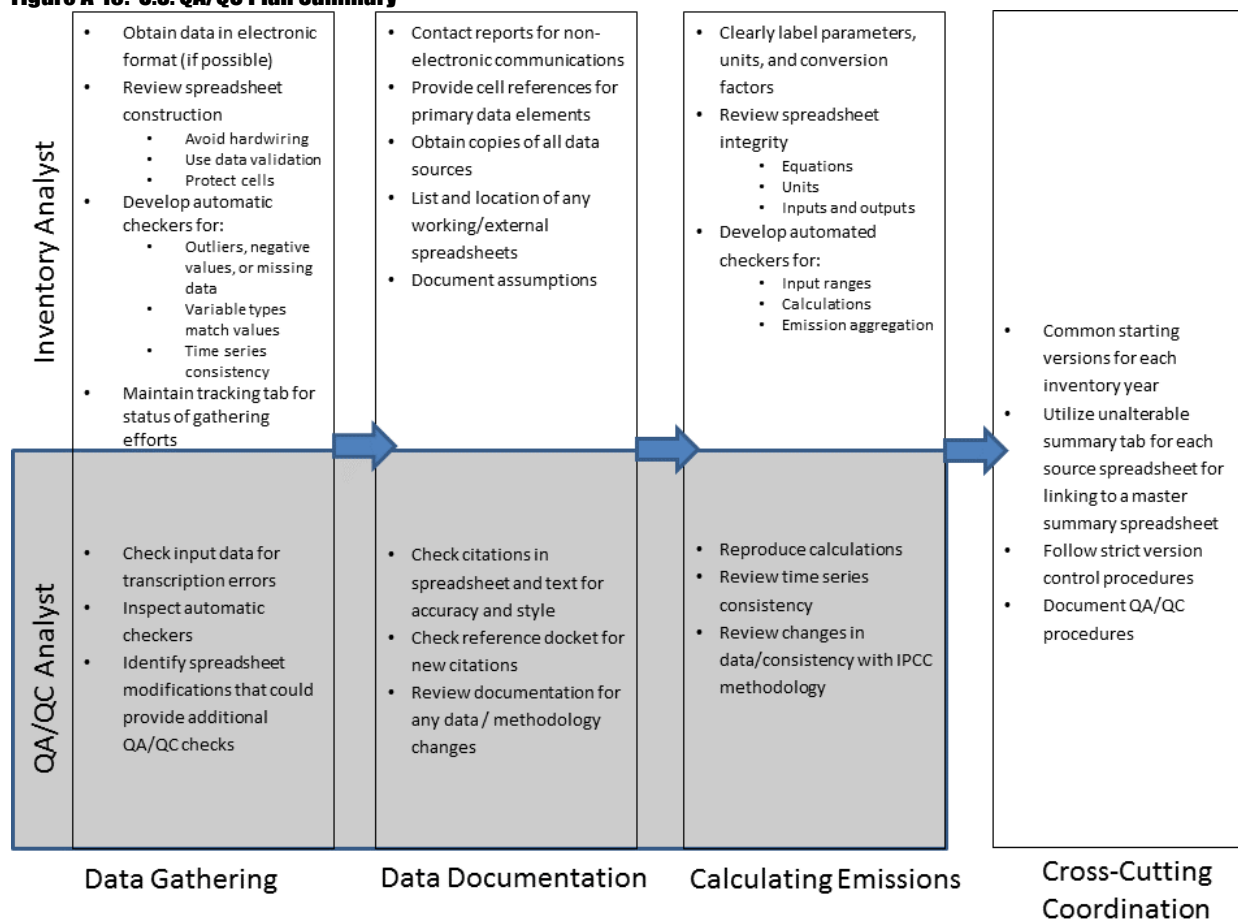 Figure A-18: U.S. QA/QC Plan Summary
Inventory Analyst
• Obtain data in electronic
format (if possible)
• Review spreadsheet
construction
• Avoid hardwiring
• Use data validation
• Protect cells
• Develop automatic
checkers for:
• Outliers, negative
values, or missing
data
• Variable types
match values
• Time series
consistency
• Maintain tracking tab for
status of gathering
efforts
• Contact reports for non-
electronic communications
• Provide cell references for
primary data elements
• Obtain copies of all data
sources
• List and location of any
working/external
spreadsheets
• Document assumptions
• Clearly label parameters,
units, and conversion
factors
• Review spreadsheet
integrity
• Equations
• Units
• Inputs and outputs
• Develop automated
checkers for:
• Input ranges
• Calculations
• Emission aggregation
QA/QC Analyst
• Check input data for
transcription errors
• Inspect automatic
checkers
• Identify spreadsheet
modifications that could
provide additional
QA/QC checks
• Check citations in
spreadsheet and text for
accuracy and style
• Check reference docket for
new citations
• Review documentation for
any data / methodology
changes
• Reproduce calculations
• Review time series
consistency
• Review changes in
data/consistency with IPCC
methodology
• Common starting
versions for each
inventory year
• Utilize unalterable
summary tab for each
source spreadsheet for
linking to a master
summary spreadsheet
• Follow strict version
control procedures
• Document QA/QC
procedures
Data Gathering
Data Documentation
Calculating Emissions
Cross-Cutting
Coordination